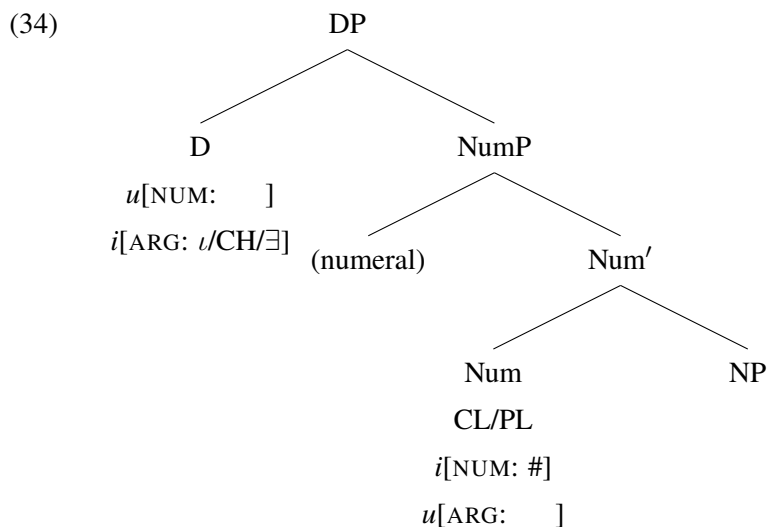 (34)
DP
D NumP
u[NUM: ]
i[ARG: ι/CH/∃] (numeral) Num′
Num NP
CL/PL
i[NUM: #]
u[ARG: ]